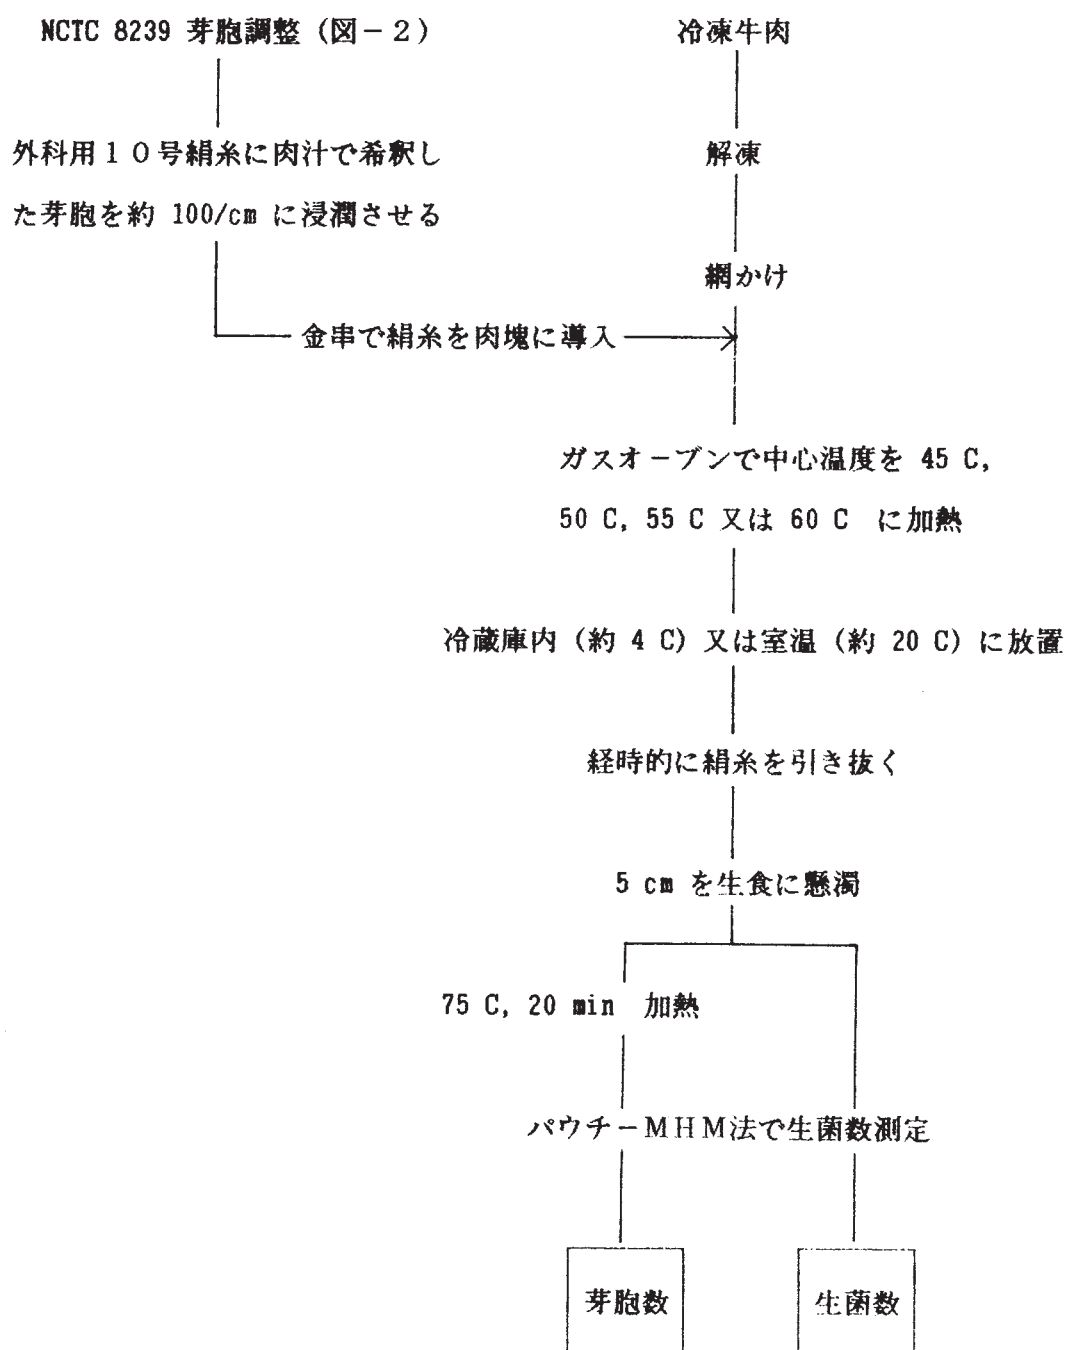 NCTC 8239 芽胞調整 (図－2)
冷凍牛肉
外科用10号絹糸に肉汁で希釈し
た芽胞を約 100/cm に浸潤させる
解凍
網かけ
金串で絹糸を肉塊に導入
ガスオーブンで中心温度を 45 C,
50 C, 55 C 又は 60 C に加熱
冷蔵庫内 (約 4 C) 又は室温 (約 20 C) に放置
経時的に絹糸を引き抜く
5 cm を生食に懸濁
75 C, 20 min 加熱
パウチ－MHM法で生菌数測定
芽胞数
生菌数